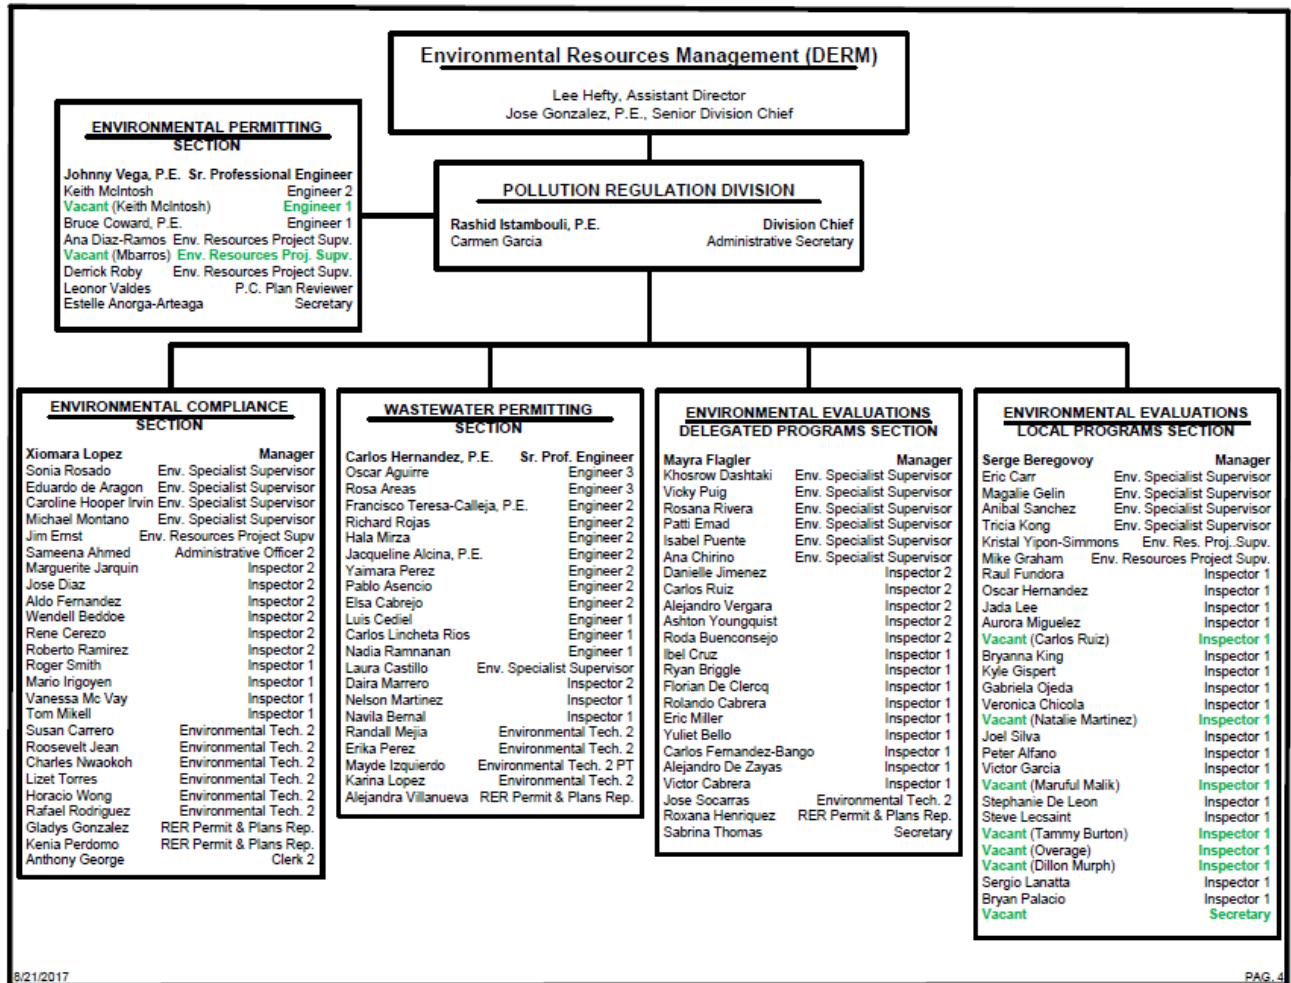 Environmental Resources Management (DERM)
Lee Hefty, Assistant Director
Jose Gonzalez, P.E., Senior Division Chief
ENVIRONMENTAL PERMITTING
SECTION
Johnny Vega, P.E. Sr. Professional Engineer
Keith McIntosh Engineer 2
Vacant (Keith McIntosh) Engineer 1
Bruce Coward, P.E. Engineer 1
Ana Diaz-Ramos Env. Resources Project Supv.
Vacant (Mbarros) Env. Resources Proj. Supv.
Derrick Roby Env. Resources Project Supv.
Leonor Valdes P.C. Plan Reviewer
Estelle Anorga-Arteaga Secretary
POLLUTION REGULATION DIVISION
Rashid Istambouli, P.E. Division Chief
Carmen Garcia Administrative Secretary
ENVIRONMENTAL COMPLIANCE
SECTION
Xiomara Lopez Manager
Sonia Rosado Env. Specialist Supervisor
Eduardo de Aragon Env. Specialist Supervisor
Caroline Hooper Irvin Env. Specialist Supervisor
Michael Montano Env. Specialist Supervisor
Jim Ernst Env. Resources Project Supv
Sameena Ahmed Administrative Officer 2
Marguerite Jarquin Inspector 2
Jose Diaz Inspector 2
Aldo Fernandez Inspector 2
Wendell Beddoe Inspector 2
Rene Cerezo Inspector 2
Roberto Ramirez Inspector 2
Roger Smith Inspector 1
Mario Irigoyen Inspector 1
Vanessa Mc Vay Inspector 1
Tom Mikell Inspector 1
Susan Carrero Environmental Tech. 2
Roosevelt Jean Environmental Tech. 2
Charles Nwaokoh Environmental Tech. 2
Lizet Torres Environmental Tech. 2
Horacio Wong Environmental Tech. 2
Rafael Rodriguez Environmental Tech. 2
Gladys Gonzalez RER Permit & Plans Rep.
Kenia Perdomo RER Permit & Plans Rep.
Anthony George Clerk 2
WASTEWATER PERMITTING
SECTION
Carlos Hernandez, P.E. Sr. Prof. Engineer
Oscar Aguirre Engineer 3
Rosa Areas Engineer 3
Francisco Teresa-Calleja, P.E. Engineer 2
Richard Rojas Engineer 2
Hala Mirza Engineer 2
Jacqueline Alcina, P.E. Engineer 2
Yaimara Perez Engineer 2
Pablo Asencio Engineer 2
Elsa Cabrejo Engineer 2
Luis Cediel Engineer 1
Carlos Lincheta Rios Engineer 1
Nadia Ramnanan Engineer 1
Laura Castillo Env. Specialist Supervisor
Daira Marrero Inspector 2
Nelson Martinez Inspector 1
Navila Bernal Inspector 1
Randall Mejia Environmental Tech. 2
Erika Perez Environmental Tech. 2
Mayde Izquierdo Environmental Tech. 2 PT
Karina Lopez Environmental Tech. 2
Alejandra Villanueva RER Permit & Plans Rep.
ENVIRONMENTAL EVALUATIONS
DELEGATED PROGRAMS SECTION
Mayra Flagler Manager
Khosrow Dashtaki Env. Specialist Supervisor
Vicky Puig Env. Specialist Supervisor
Rosana Rivera Env. Specialist Supervisor
Patti Emad Env. Specialist Supervisor
Isabel Puente Env. Specialist Supervisor
Ana Chirino Env. Specialist Supervisor
Danielle Jimenez Inspector 2
Carlos Ruiz Inspector 2
Alejandro Vergara Inspector 2
Ashton Youngquist Inspector 2
Roda Buenconsejo Inspector 2
Ibel Cruz Inspector 1
Ryan Briggle Inspector 1
Florian De Clercq Inspector 1
Rolando Cabrera Inspector 1
Eric Miller Inspector 1
Yuliet Bello Inspector 1
Carlos Fernandez-Bango Inspector 1
Alejandro De Zayas Inspector 1
Victor Cabrera Inspector 1
Jose Socarras Environmental Tech. 2
Roxana Henriquez RER Permit & Plans Rep.
Sabrina Thomas Secretary
ENVIRONMENTAL EVALUATIONS
LOCAL PROGRAMS SECTION
Serge Beregovoy Manager
Eric Carr Env. Specialist Supervisor
Magalie Gelin Env. Specialist Supervisor
Anibal Sanchez Env. Specialist Supervisor
Tricia Kong Env. Specialist Supervisor
Kristal Yipon-Simmons Env. Res. Proj..Supv.
Mike Graham Env. Resources Project Supv.
Raul Fundora Inspector 1
Oscar Hernandez Inspector 1
Jada Lee Inspector 1
Aurora Miguelez Inspector 1
Vacant (Carlos Ruiz) Inspector 1
Bryanna King Inspector 1
Kyle Gispert Inspector 1
Gabriela Ojeda Inspector 1
Veronica Chicola Inspector 1
Vacant (Natalie Martinez) Inspector 1
Joel Silva Inspector 1
Peter Alfano Inspector 1
Victor Garcia Inspector 1
Vacant (Maruful Malik) Inspector 1
Stephanie De Leon Inspector 1
Steve Lecsaint Inspector 1
Vacant (Tammy Burton) Inspector 1
Vacant (Overage) Inspector 1
Vacant (Dillon Murph) Inspector 1
Sergio Lanatta Inspector 1
Bryan Palacio Inspector 1
Vacant Secretary
8/21/2017 PAG. 4